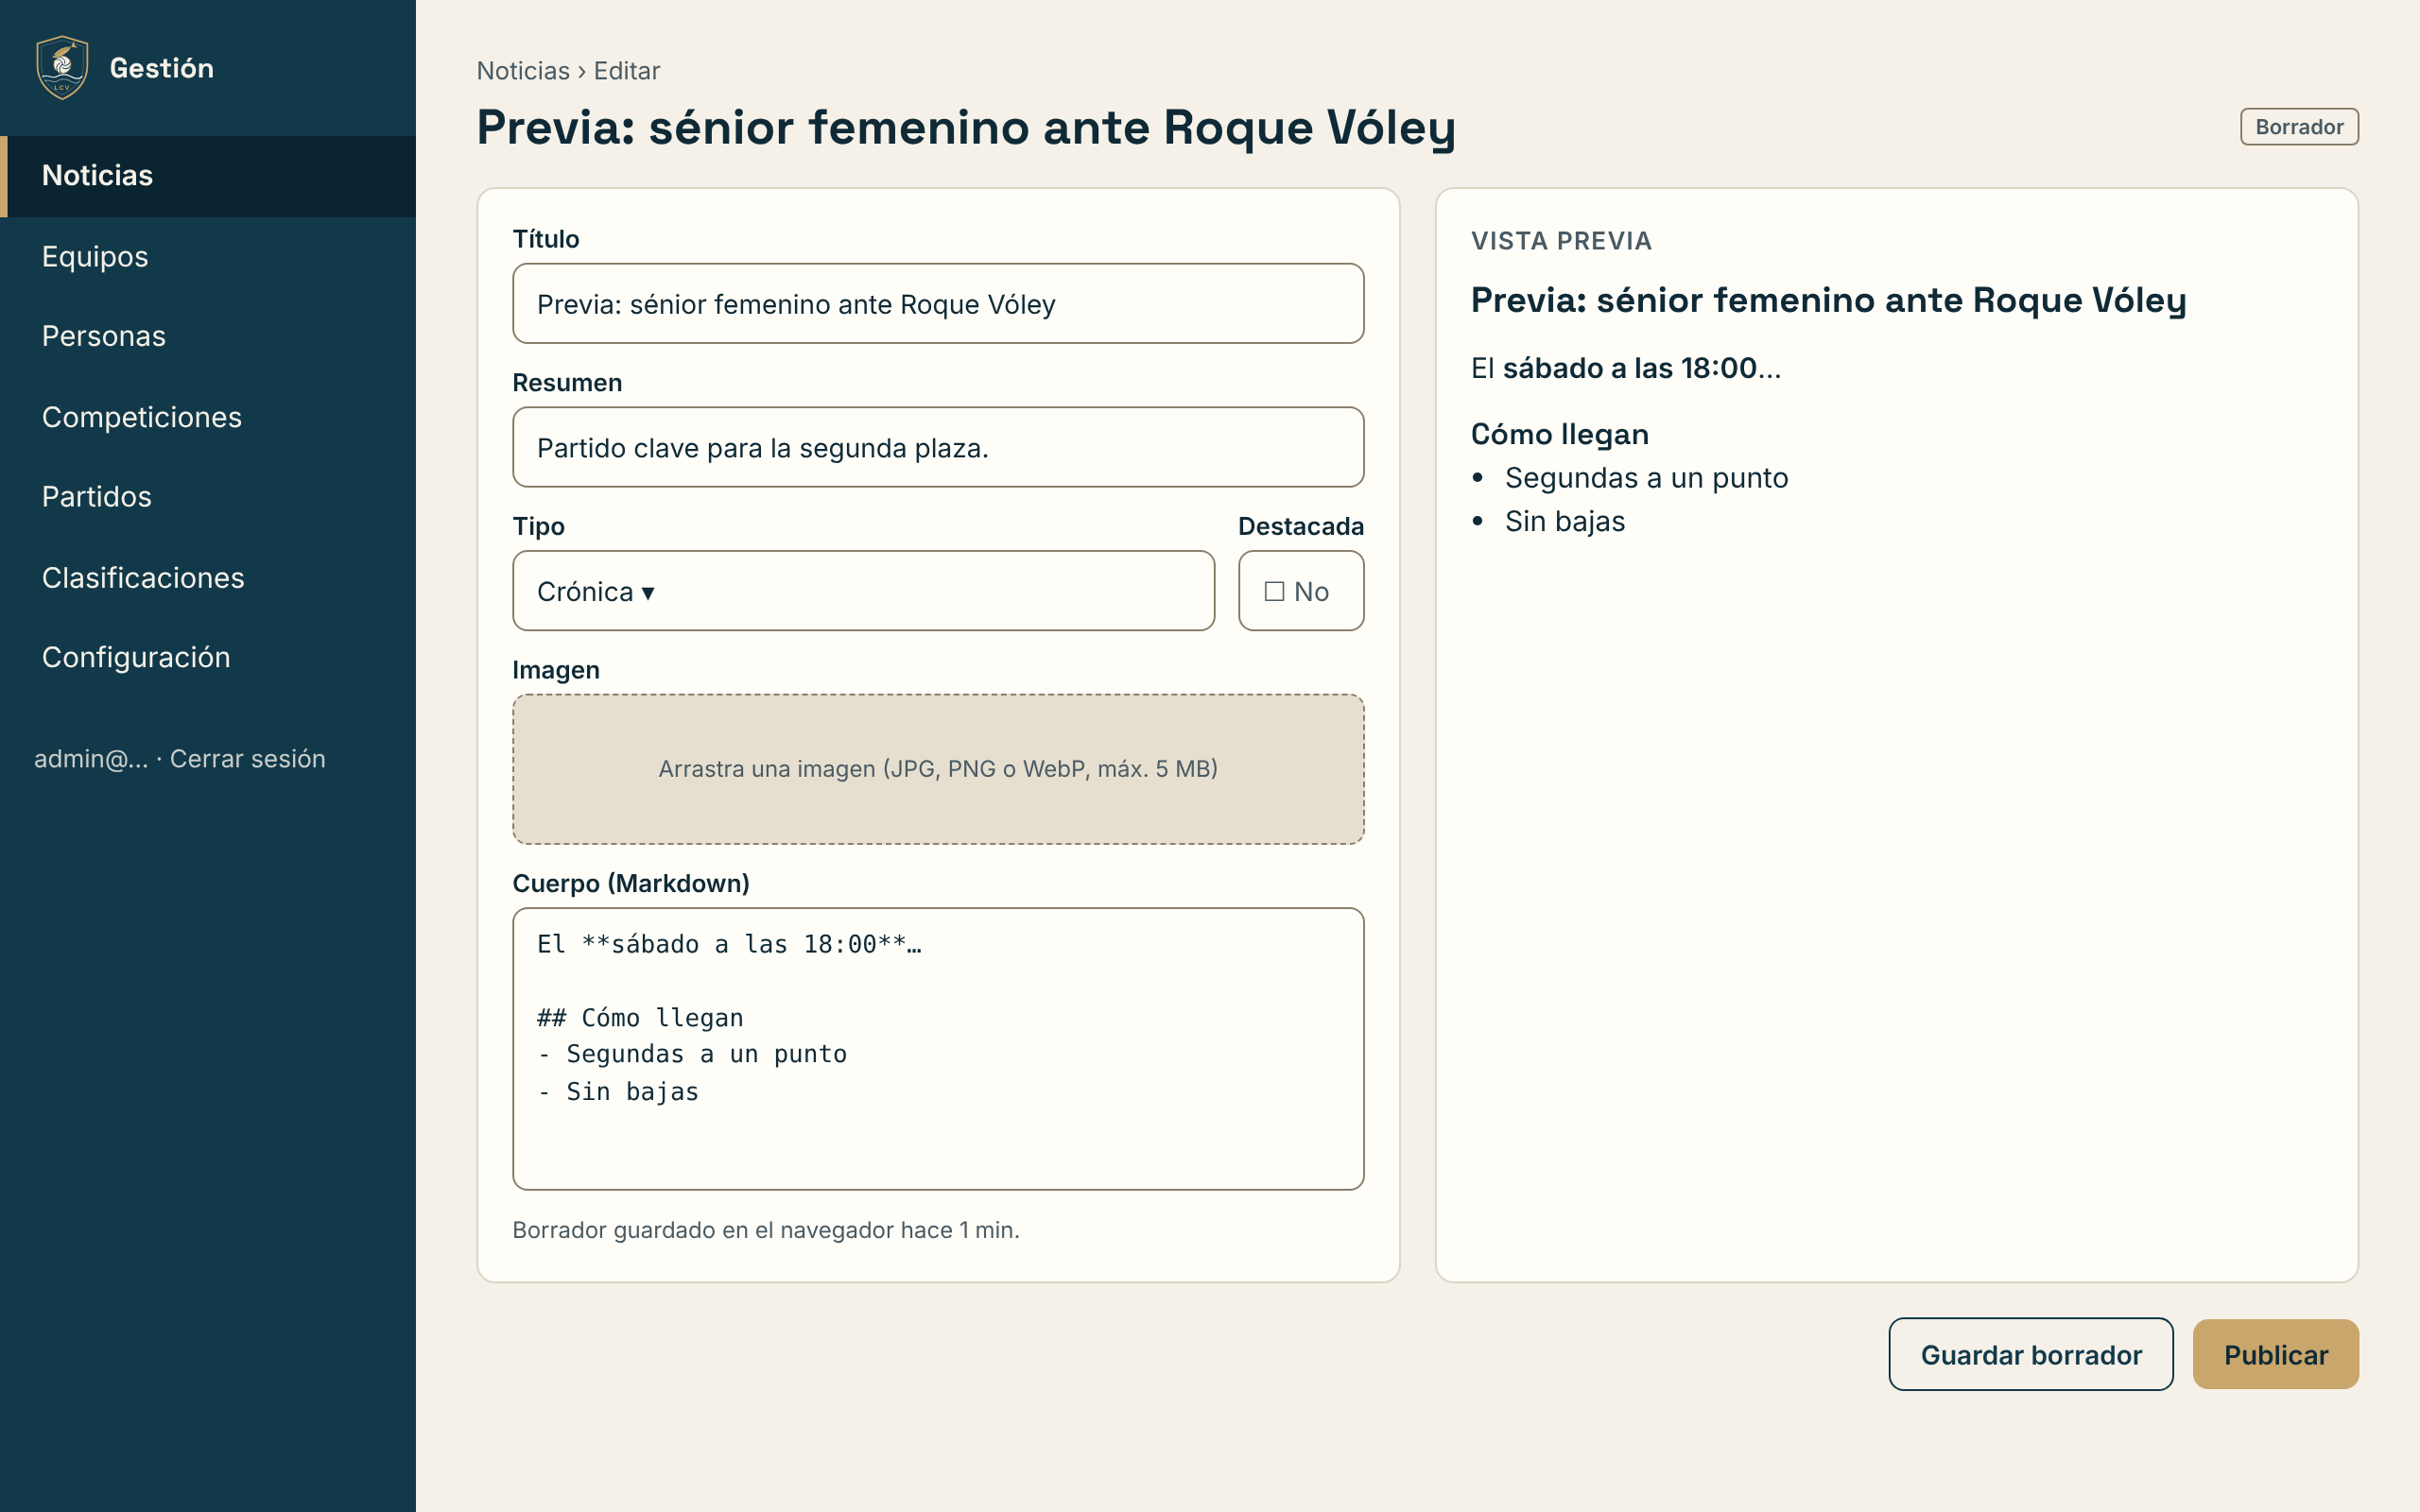 LCV
Gestión
Noticias
Equipos
Personas
Competiciones
Partidos
Clasificaciones
Configuración
admin@... · Cerrar sesión
Noticias › Editar
Previa: sénior femenino ante Roque Vóley
Borrador
Título
Previa: sénior femenino ante Roque Vóley
Resumen
Partido clave para la segunda plaza.
Tipo
Destacada
Crónica ▾
☐ No
Imagen
Arrastra una imagen (JPG, PNG o WebP, máx. 5 MB)
Cuerpo (Markdown)
El **sábado a las 18:00**…
## Cómo llegan
- Segundas a un punto
- Sin bajas
Borrador guardado en el navegador hace 1 min.
VISTA PREVIA
Previa: sénior femenino ante Roque Vóley
El sábado a las 18:00…
Cómo llegan
• Segundas a un punto
• Sin bajas
Guardar borrador
Publicar